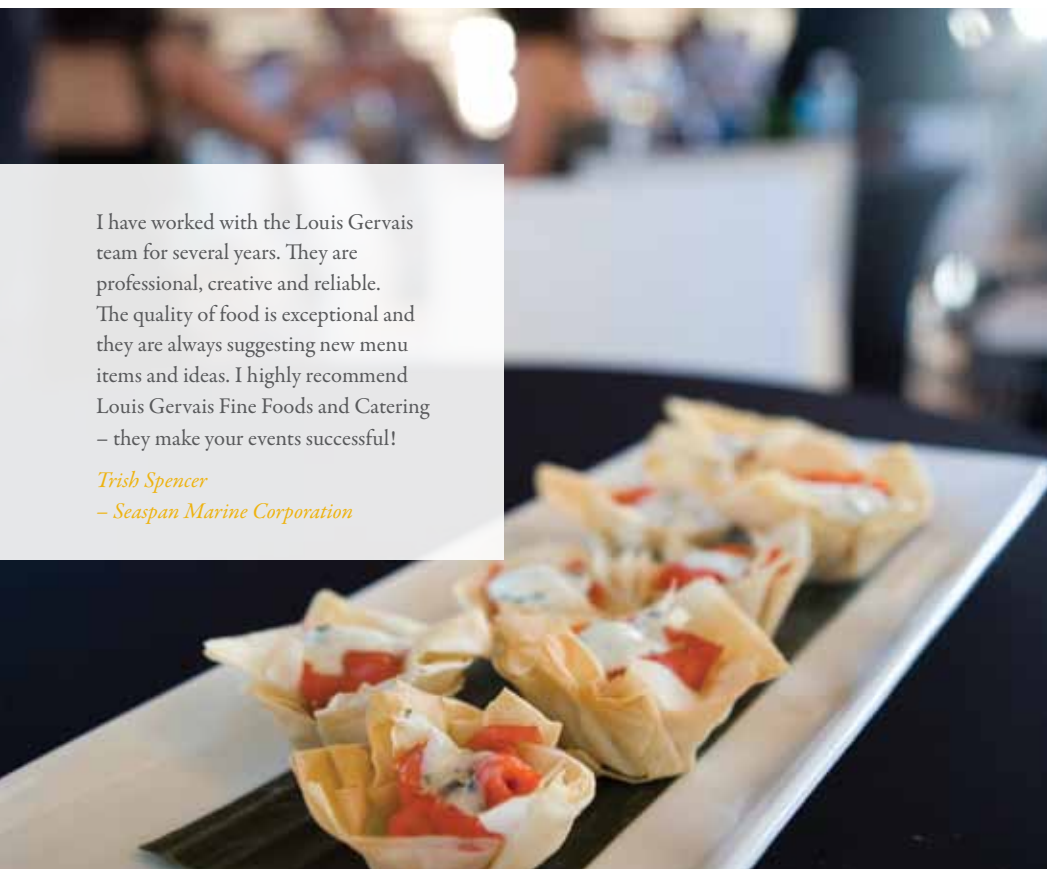 I have worked with the Louis Gervais
team for several years. They are
professional, creative and reliable.
The quality of food is exceptional and
they are always suggesting new menu
items and ideas. I highly recommend
Louis Gervais Fine Foods and Catering
– they make your events successful!
Trish Spencer
– Seaspan Marine Corporation